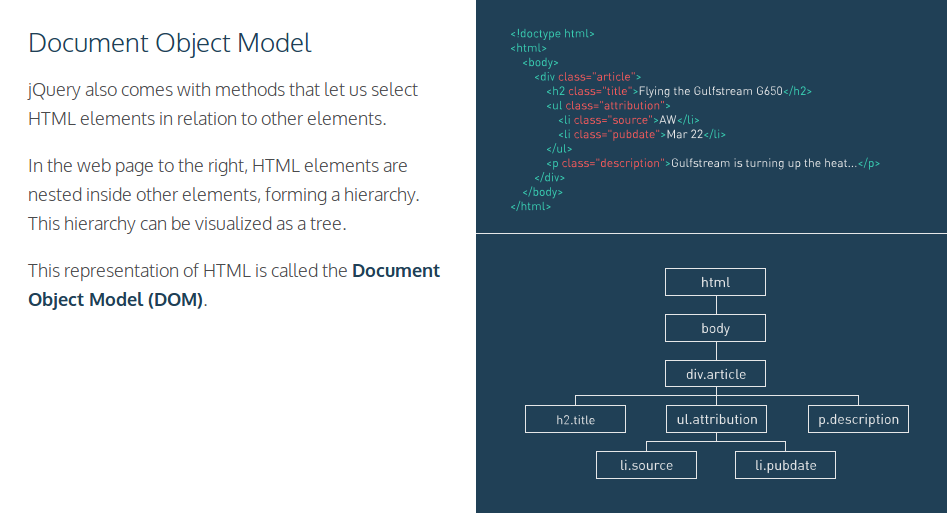 Document Object Model
jQuery also comes with methods that let us select
HTML elements in relation to other elements.
In the web page to the right, HTML elements are
nested inside other elements, forming a hierarchy.
This hierarchy can be visualized as a tree.
This representation of HTML is called the Document
Object Model (DOM).
<!doctype html>
<html>
<body>
<div class="article">
<h2 class="title">Flying the Gulfstream G650</h2>
<ul class="attribution">
<li class="source">AW</li>
<li class="pubdate">Mar 22</li>
</ul>
<p class="description">Gulfstream is turning up the heat...</p>
</div>
</body>
</html>
html
body
div.article
h2.title ul.attribution p.description
li.source li.pubdate